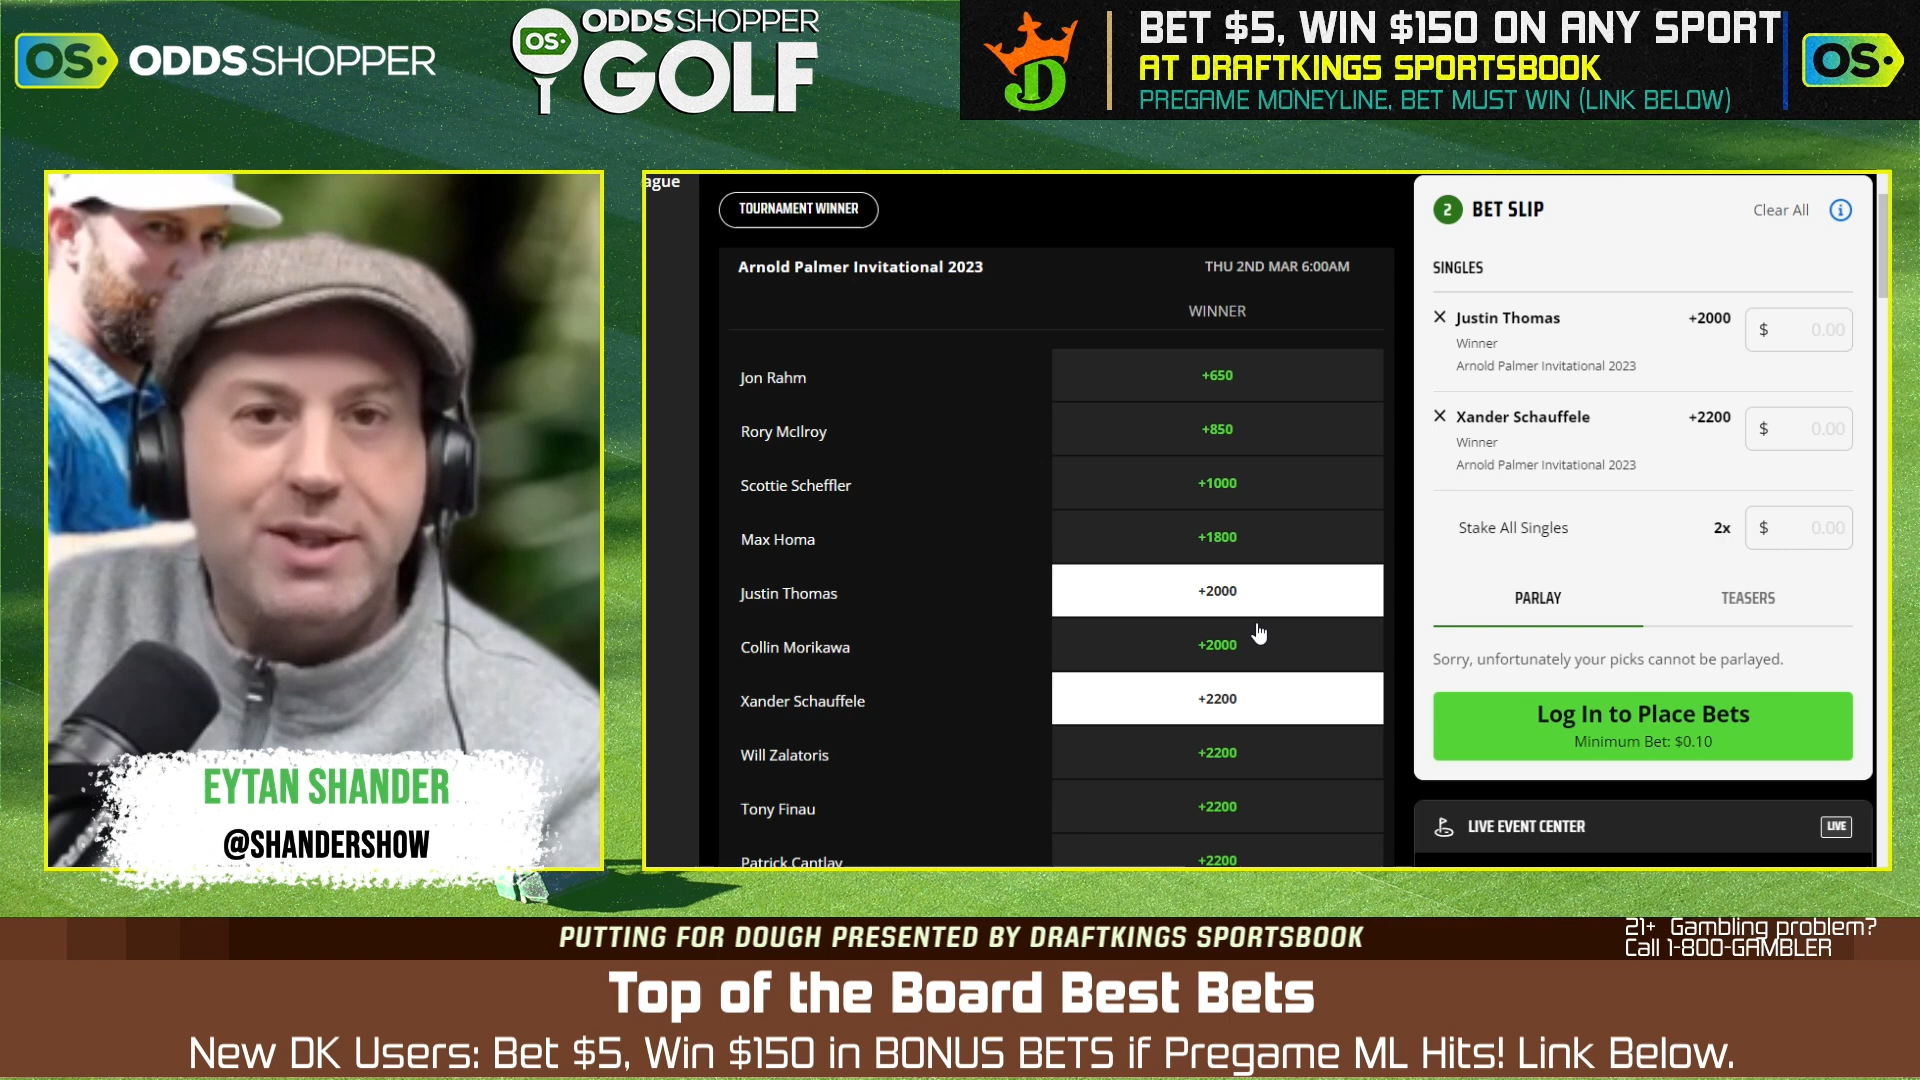 OS.
ODDSSHOPPER
OS.
ODDSSHOPPER
GOLF
BET $5, WIN $150 ON ANY SPORT
AT DRAFTKINGS SPORTSBOOK
PREGAME MONEYLINE, BET MUST WIN (LINK BELOW)
OS.
EYTAN SHANDER
@SHANDERSHOW
ague
TOURNAMENT WINNER
Arnold Palmer Invitational 2023 THU 2ND MAR 6:00AM
WINNER
Jon Rahm +650
Rory McIlroy +850
Scottie Scheffler +1000
Max Homa +1800
Justin Thomas +2000
Collin Morikawa +2000
Xander Schauffele +2200
Will Zalatoris +2200
Tony Finau +2200
Patrick Cantlay +2200
2 BET SLIP Clear All i
SINGLES
X Justin Thomas +2000 $ 0.00
Winner
Arnold Palmer Invitational 2023
X Xander Schauffele +2200 $ 0.00
Winner
Arnold Palmer Invitational 2023
Stake All Singles 2x $ 0.00
PARLAY TEASERS
Sorry, unfortunately your picks cannot be parlayed.
Log In to Place Bets
Minimum Bet: $0.10
LIVE EVENT CENTER LIVE
PUTTING FOR DOUGH PRESENTED BY DRAFTKINGS SPORTSBOOK
21+ Gambling problem?
Call 1-800-GAMBLER
Top of the Board Best Bets
New DK Users: Bet $5, Win $150 in BONUS BETS if Pregame ML Hits! Link Below.